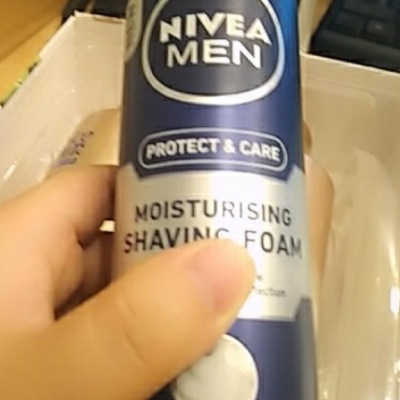 NIVEA
MEN
PROTECT & CARE
MOISTURISING
SHAVING FOAM